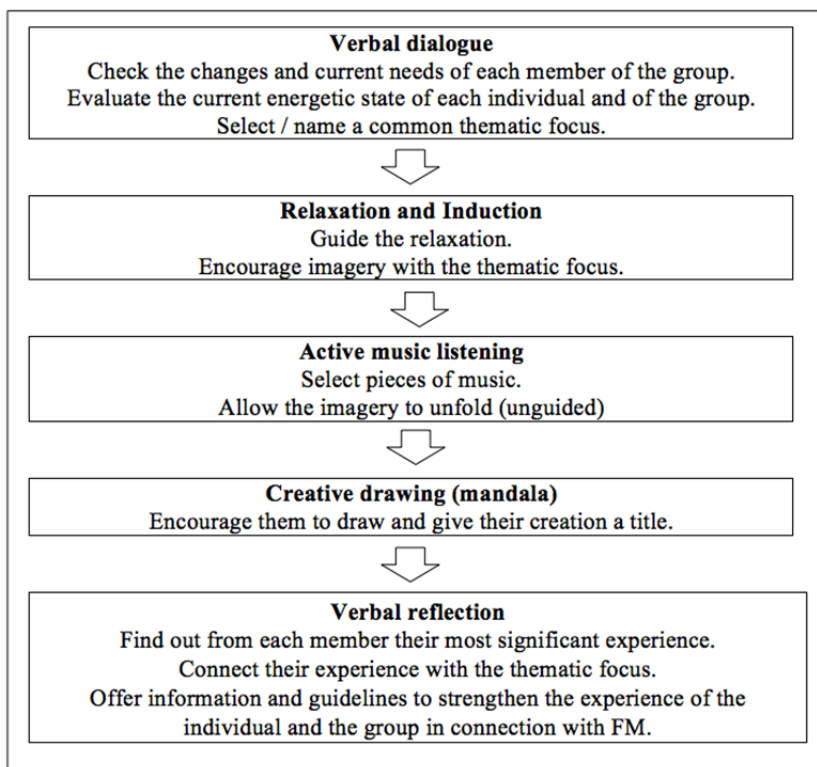 Verbal dialogue
Check the changes and current needs of each member of the group.
Evaluate the current energetic state of each individual and of the group.
Select / name a common thematic focus.
Relaxation and Induction
Guide the relaxation.
Encourage imagery with the thematic focus.
Active music listening
Select pieces of music.
Allow the imagery to unfold (unguided)
Creative drawing (mandala)
Encourage them to draw and give their creation a title.
Verbal reflection
Find out from each member their most significant experience.
Connect their experience with the thematic focus.
Offer information and guidelines to strengthen the experience of the
individual and the group in connection with FM.